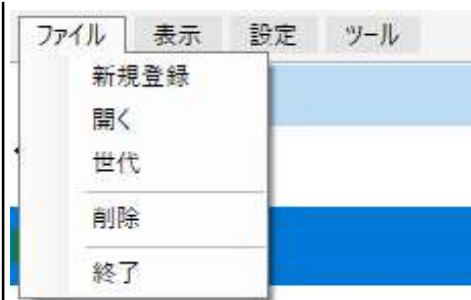 ファイル 表示 設定 ツール
新規登録
開く
世代
削除
終了